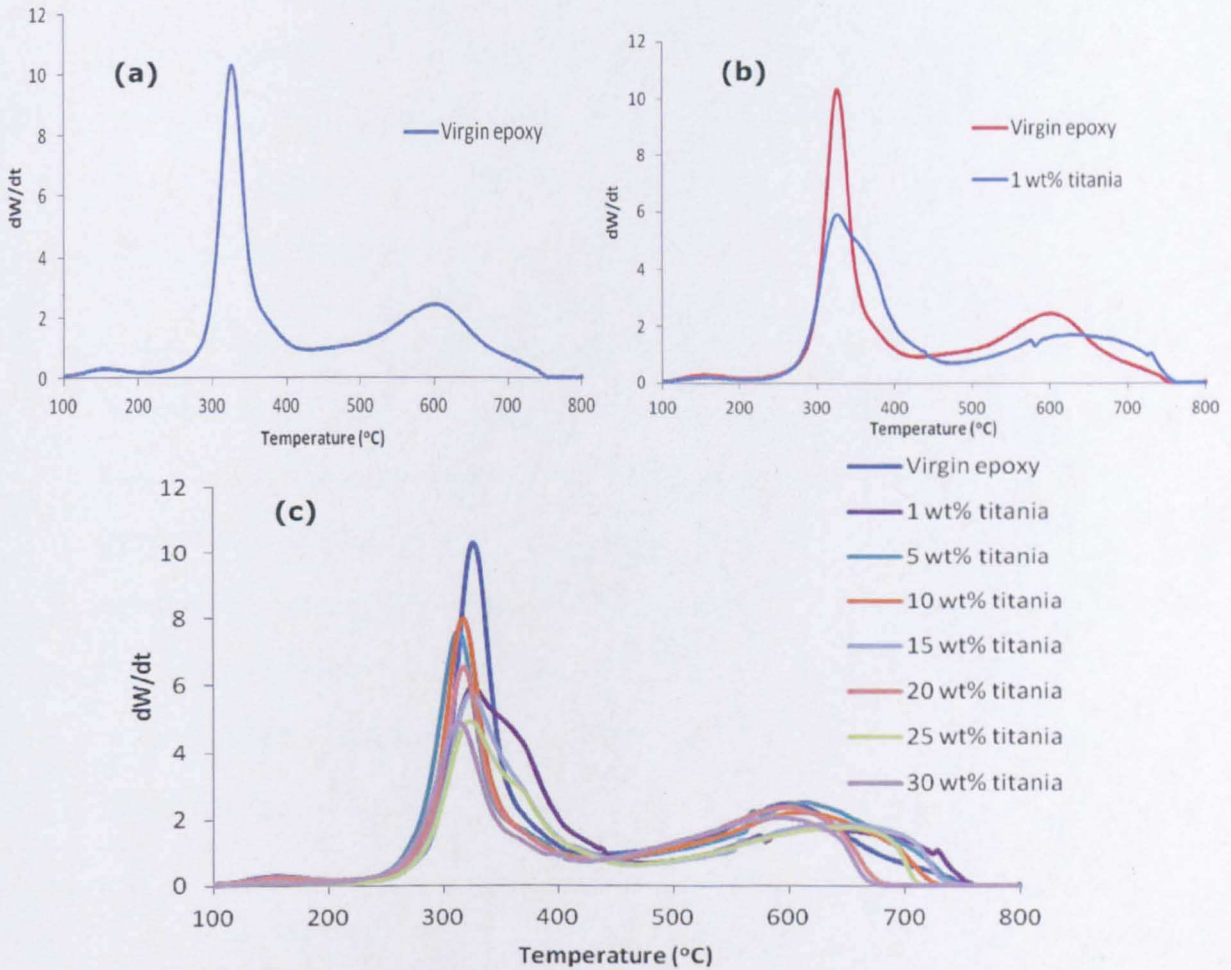 12
10
8
6
4
2
0
dW/dt
(a)
Virgin epoxy
100 200 300 400 500 600 700 800
Temperature (°C)
12
10
8
6
4
2
0
dW/dt
(b)
Virgin epoxy
1 wt% titania
100 200 300 400 500 600 700 800
Temperature (°C)
12
10
8
6
4
2
0
dW/dt
(c)
Virgin epoxy
1 wt% titania
5 wt% titania
10 wt% titania
15 wt% titania
20 wt% titania
25 wt% titania
30 wt% titania
100 200 300 400 500 600 700 800
Temperature (°C)